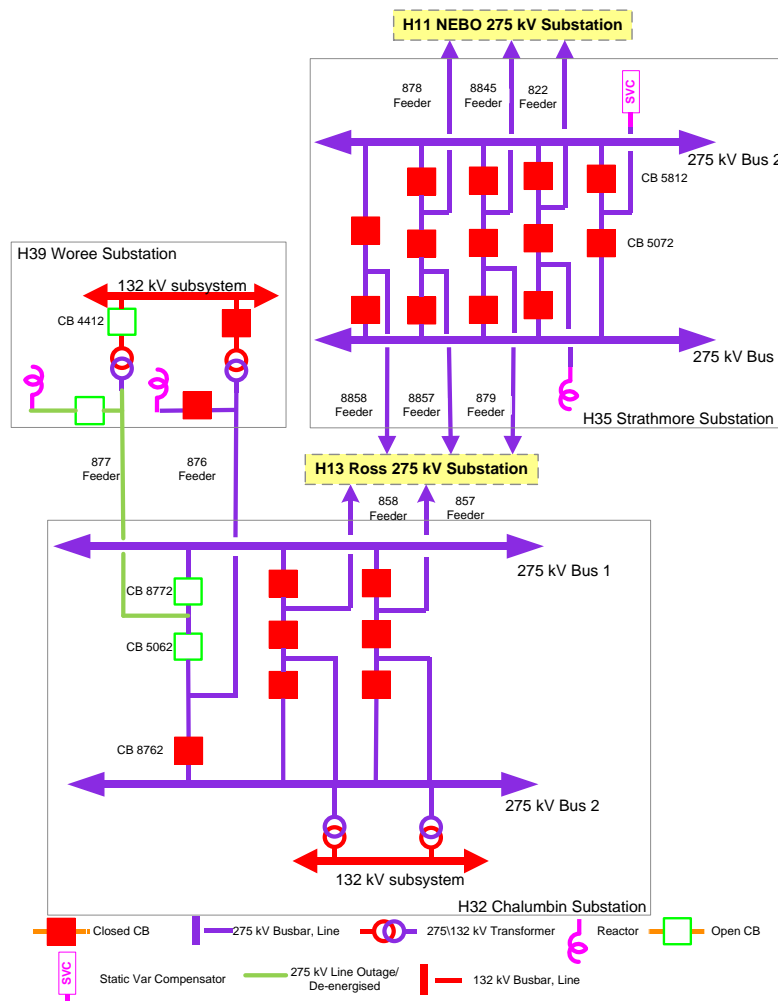 H11 NEBO 275 kV Substation
878
Feeder
8845
Feeder
822
Feeder
SVC
275 kV Bus 2
CB 5812
CB 5072
275 kV Bus
H35 Strathmore Substation
H39 Woree Substation
132 kV subsystem
CB 4412
877
Feeder
876
Feeder
8858
Feeder
8857
Feeder
879
Feeder
H13 Ross 275 kV Substation
858
Feeder
857
Feeder
275 kV Bus 1
CB 8772
CB 5062
CB 8762
275 kV Bus 2
132 kV subsystem
H32 Chalumbin Substation
Closed CB
275 kV Busbar, Line
275\132 kV Transformer
Reactor
Open CB
SVC
Static Var Compensator
275 kV Line Outage/
De-energised
132 kV Busbar, Line